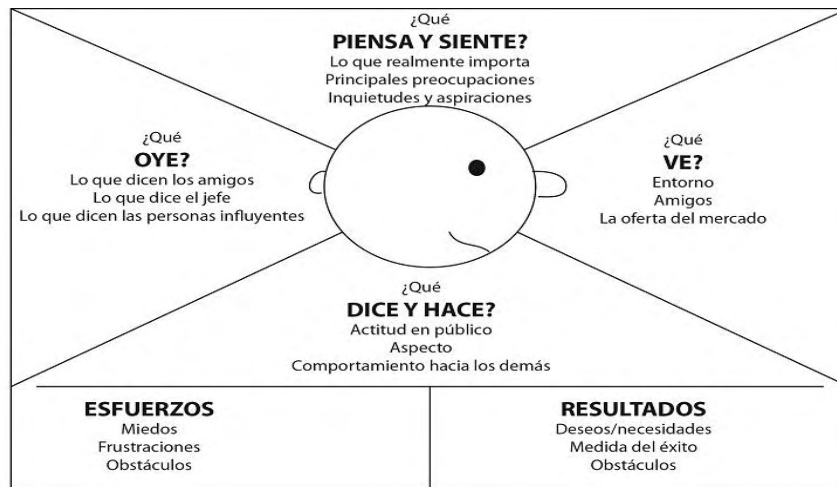 ¿Qué
PIENSA Y SIENTE?
Lo que realmente importa
Principales preocupaciones
Inquietudes y aspiraciones
¿Qué
OYE?
Lo que dicen los amigos
Lo que dice el jefe
Lo que dicen las personas influyentes
¿Qué
VE?
Entorno
Amigos
La oferta del mercado
¿Qué
DICE Y HACE?
Actitud en público
Aspecto
Comportamiento hacia los demás
ESFUERZOS
Miedos
Frustraciones
Obstáculos
RESULTADOS
Deseos/necesidades
Medida del éxito
Obstáculos